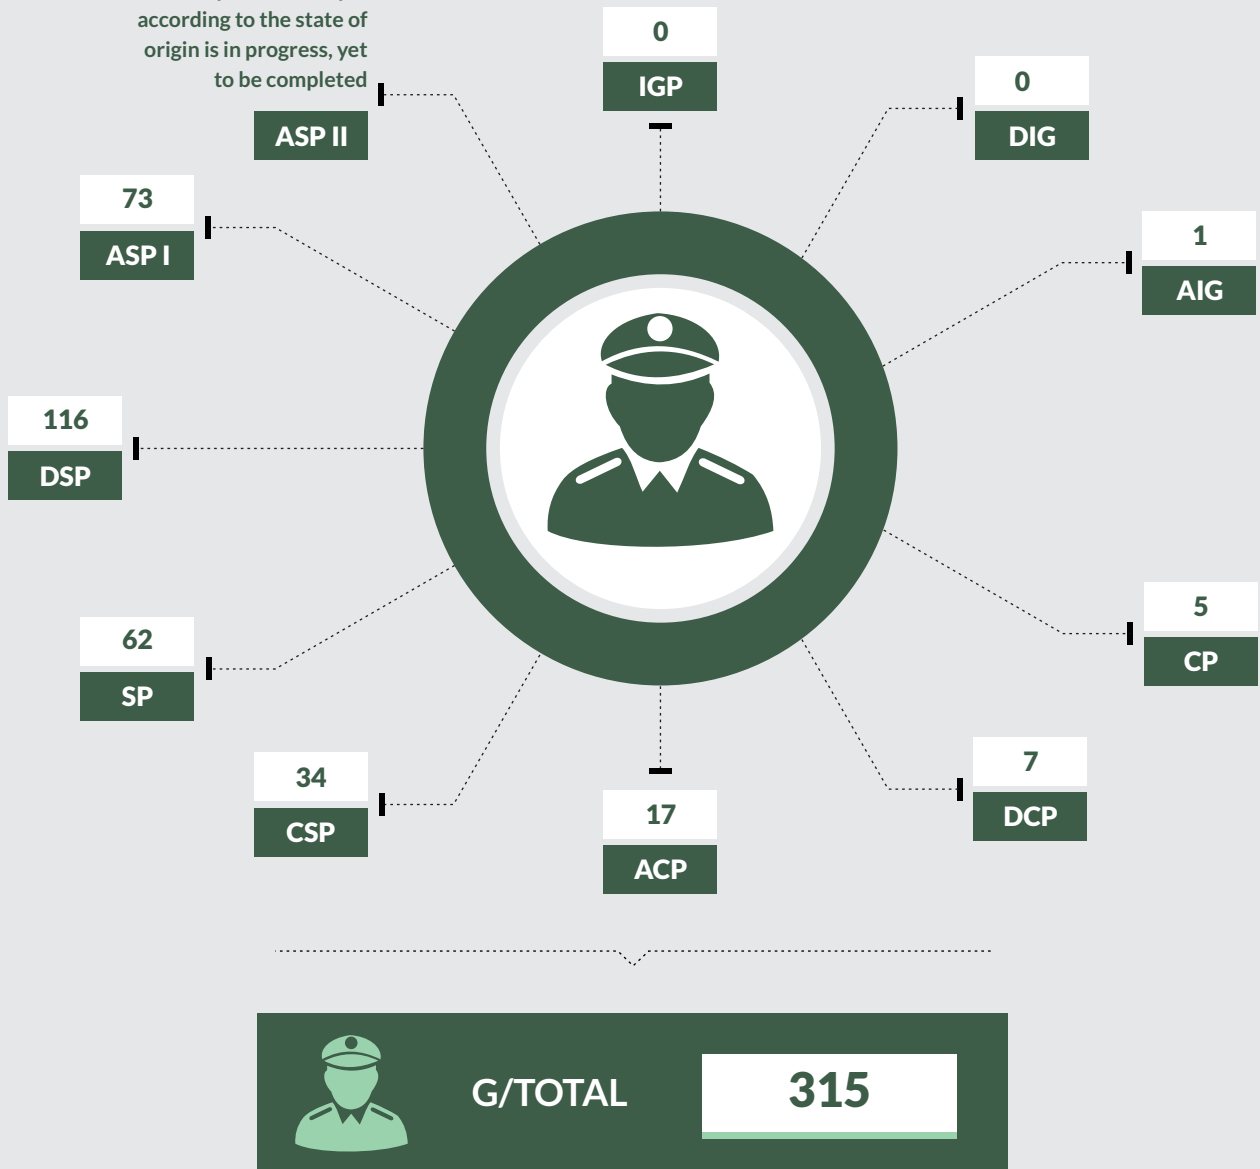 according to the state of
origin is in progress, yet
to be completed
ASP II
0
IGP
0
DIG
73
ASP I
1
AIG
116
DSP
5
CP
62
SP
34
CSP
17
ACP
7
DCP
G/TOTAL
315